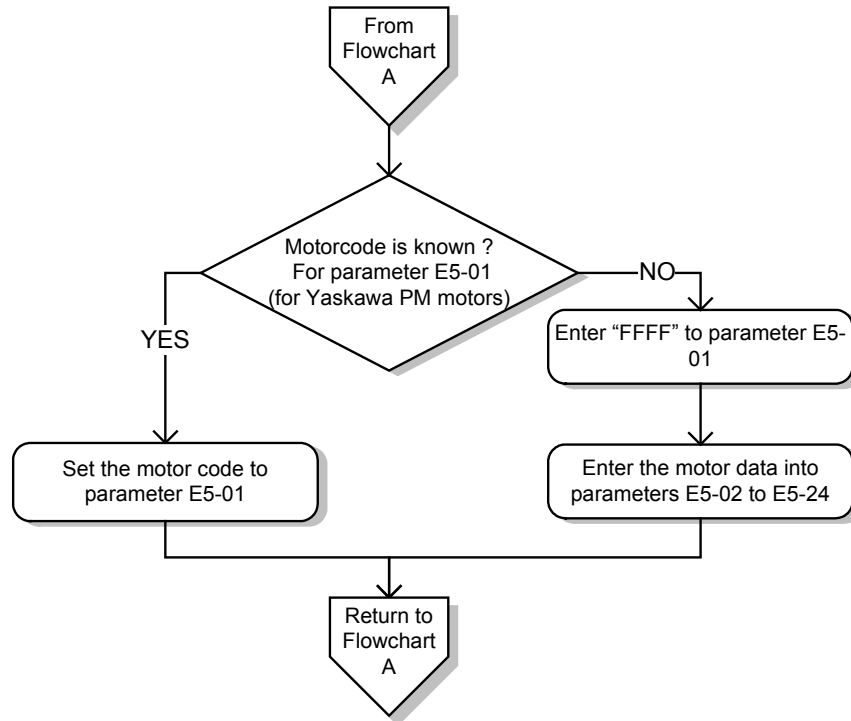 From
Flowchart
A
Motorcode is known ?
For parameter E5-01
(for Yaskawa PM motors)
NO
YES
Enter “FFFF” to parameter E5-
01
Set the motor code to
parameter E5-01
Enter the motor data into
parameters E5-02 to E5-24
Return to
Flowchart
A